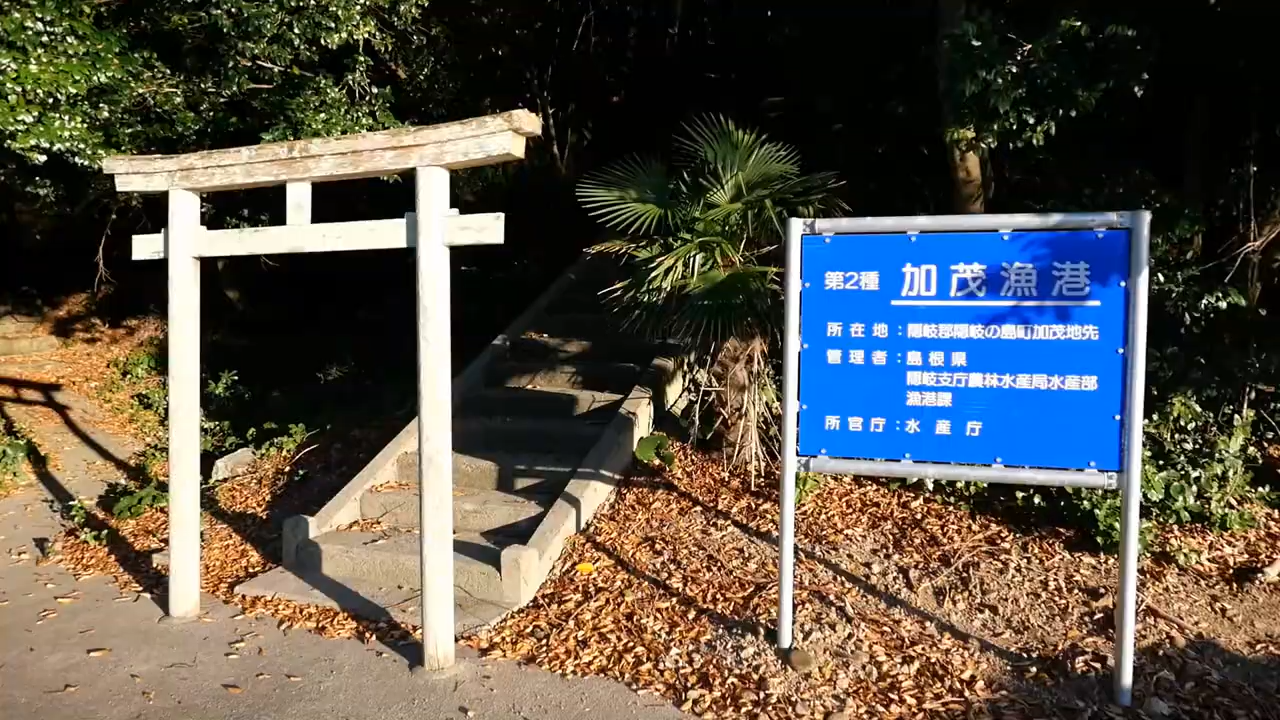 第2種 加茂漁港
所在地：隠岐郡隠岐の島町加茂地先
管理者：島根県
隠岐支庁農林水産局水産部
漁港課
所官庁：水産庁